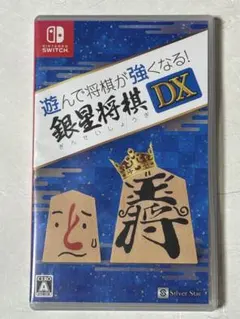 NINTENDO
SWITCH
遊んで将棋が強くなる!
銀星将棋
DX
ぎんせいしょうぎ
王将
と
A
Silver Star